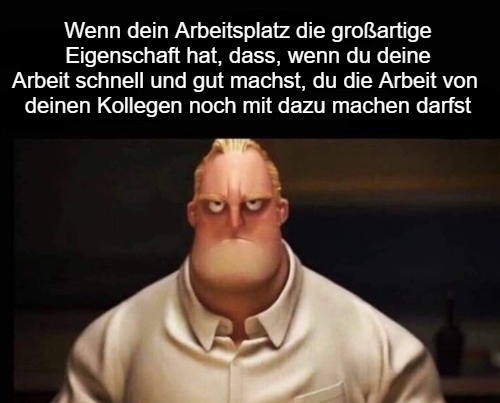 Wenn dein Arbeitsplatz die großartige
Eigenschaft hat, dass, wenn du deine
Arbeit schnell und gut machst, du die Arbeit von
deinen Kollegen noch mit dazu machen darfst